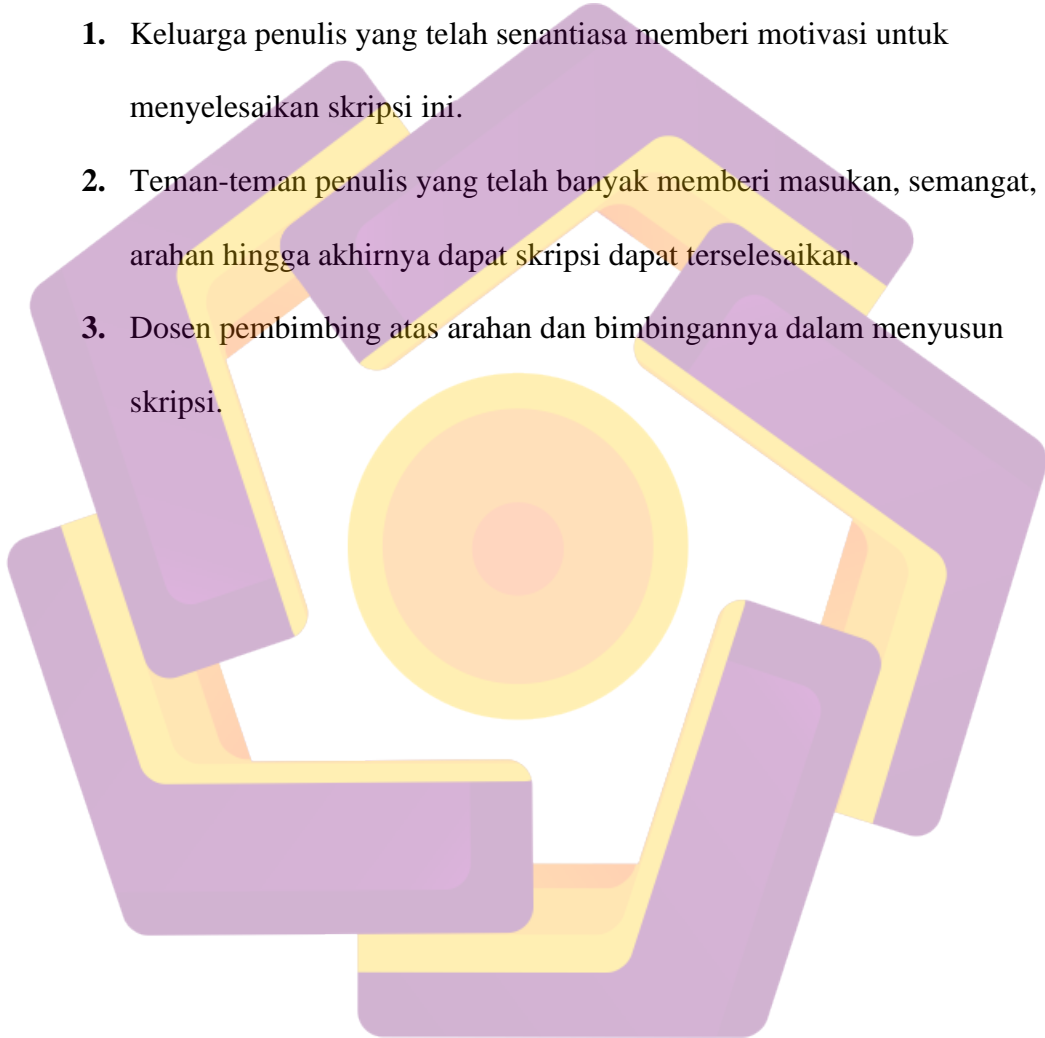 1. Keluarga penulis yang telah senantiasa memberi motivasi untuk
menyelesaikan skripsi ini.
2. Teman-teman penulis yang telah banyak memberi masukan, semangat,
arahan hingga akhirnya dapat skripsi dapat terselesaikan.
3. Dosen pembimbing atas arahan dan bimbingannya dalam menyusun
skripsi.